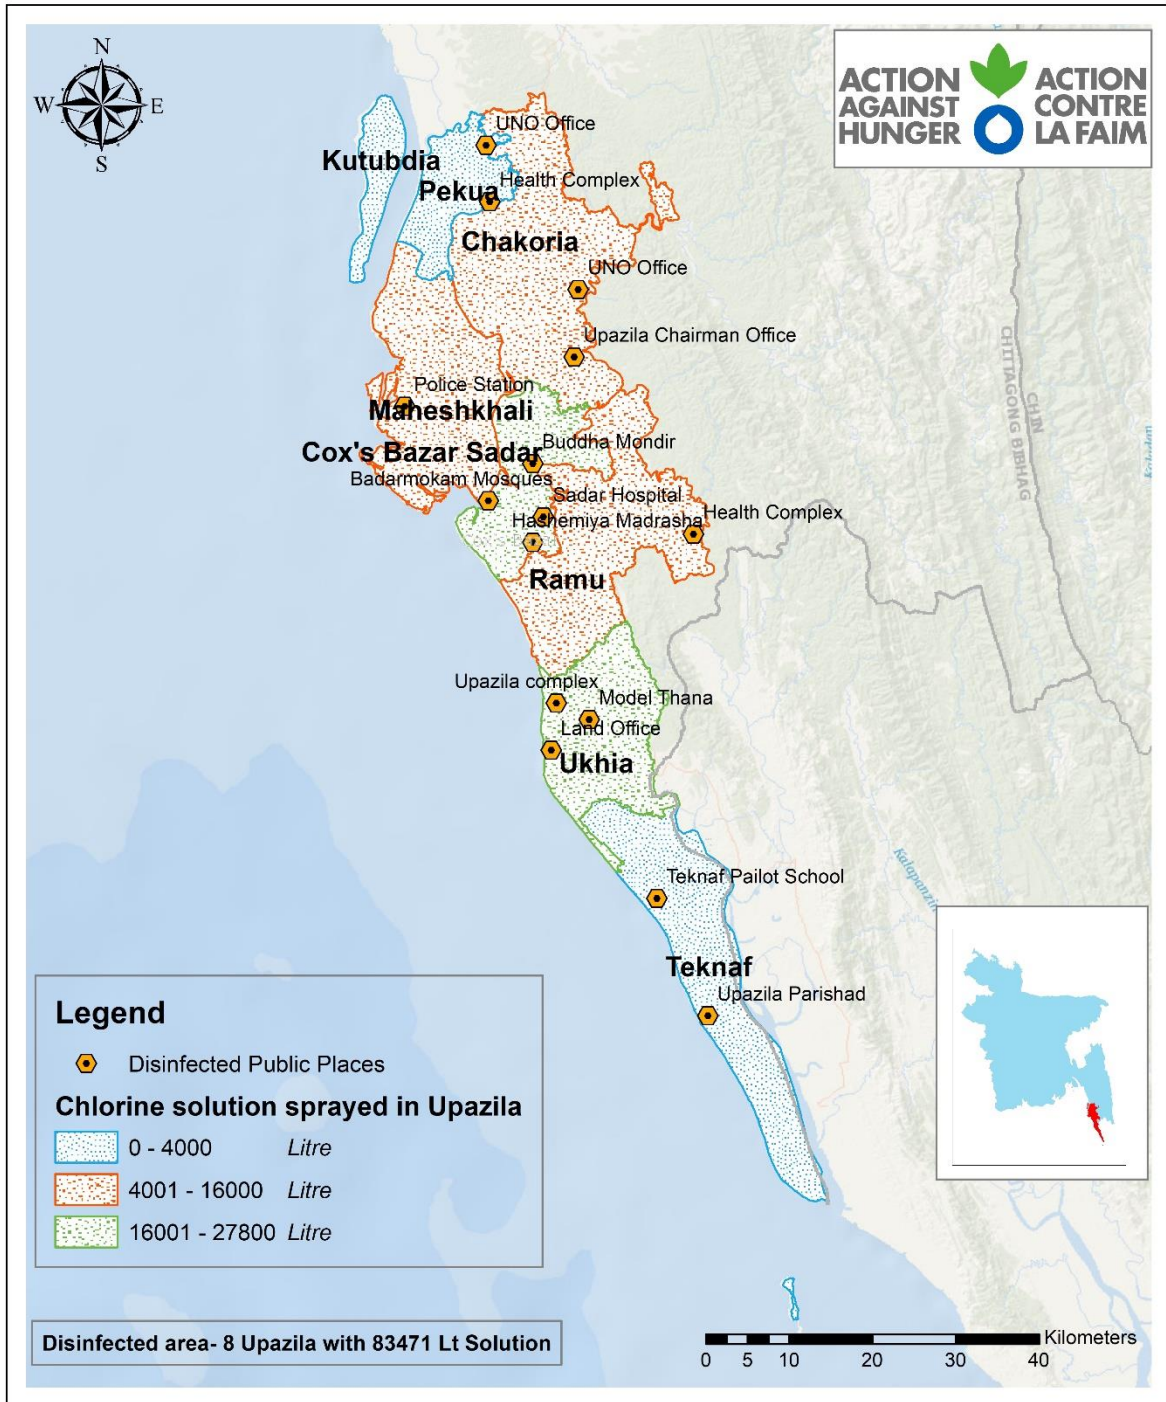 N
W E
S
ACTION AGAINST HUNGER
ACTION CONTRE LA FAIM
UNO Office
Kutubdia
Health Complex
Pekua
Chakoria
UNO Office
Upazila Chairman Office
Police Station
Maheshkhali
Buddha Mondir
Cox's Bazar Sadar
Badarmokam Mosques
Sadar Hospital
Health Complex
Hashemiya Madrasha
Ramu
CHIN
CHITTAGONG BIBHAG
Kaladan
Upazila complex
Model Thana
Land Office
Ukhia
Kalapanzin
Teknaf Pailot School
Teknaf
Upazila Parishad
Legend
Disinfected Public Places
Chlorine solution sprayed in Upazila
0 - 4000 Litre
4001 - 16000 Litre
16001 - 27800 Litre
Disinfected area- 8 Upazila with 83471 Lt Solution
Kilometers
0 5 10 20 30 40